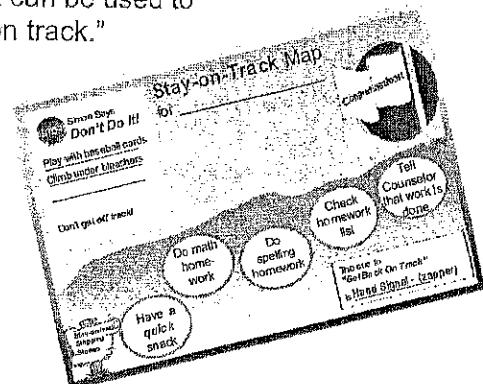 can be used to
on track."
Stay-on-Track Map
for
Simon Says
Don't Do It!
Play with baseball cards
Climb under bleachers
Don't get off track!
Congratulations!
Have a
quick
snack
Do math
home-
work
Do
spelling
homework
Check
homework
list
Tell
Counselor
that work is
done
The cue to
"Get Back On Track"
is Hand Signal - (zapper)
Stepping
Stones